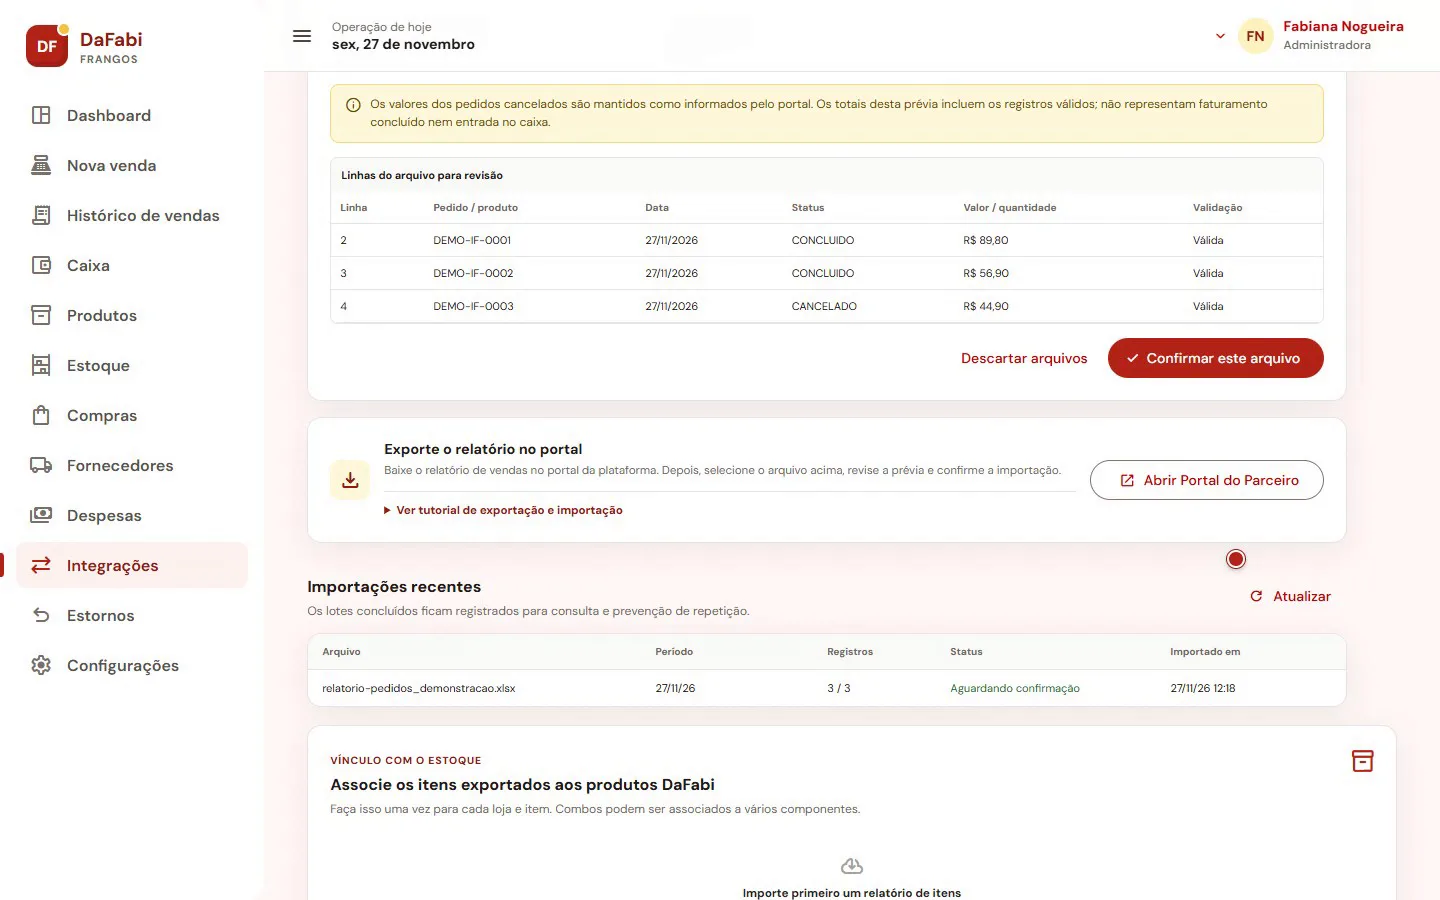 DF
DaFabi
FRANGOS
Operação de hoje
sex, 27 de novembro
FN
Fabiana Nogueira
Administradora
Dashboard
Nova venda
Histórico de vendas
Caixa
Produtos
Estoque
Compras
Fornecedores
Despesas
Integrações
Estornos
Configurações
Os valores dos pedidos cancelados são mantidos como informados pelo portal. Os totais desta prévia incluem os registros válidos; não representam faturamento
concluído nem entrada no caixa.
Linhas do arquivo para revisão
Linha Pedido / produto Data Status Valor / quantidade Validação
2 DEMO-IF-0001 27/11/2026 CONCLUIDO R$ 89,80 Válida
3 DEMO-IF-0002 27/11/2026 CONCLUIDO R$ 56,90 Válida
4 DEMO-IF-0003 27/11/2026 CANCELADO R$ 44,90 Válida
Descartar arquivos
Confirmar este arquivo
Exporte o relatório no portal
Baixe o relatório de vendas no portal da plataforma. Depois, selecione o arquivo acima, revise a prévia e confirme a importação.
Ver tutorial de exportação e importação
Abrir Portal do Parceiro
Importações recentes
Os lotes concluídos ficam registrados para consulta e prevenção de repetição.
Atualizar
Arquivo Período Registros Status Importado em
relatorio-pedidos_demonstracao.xlsx 27/11/26 3 / 3 Aguardando confirmação 27/11/26 12:18
VÍNCULO COM O ESTOQUE
Associe os itens exportados aos produtos DaFabi
Faça isso uma vez para cada loja e item. Combos podem ser associados a vários componentes.
Importe primeiro um relatório de itens